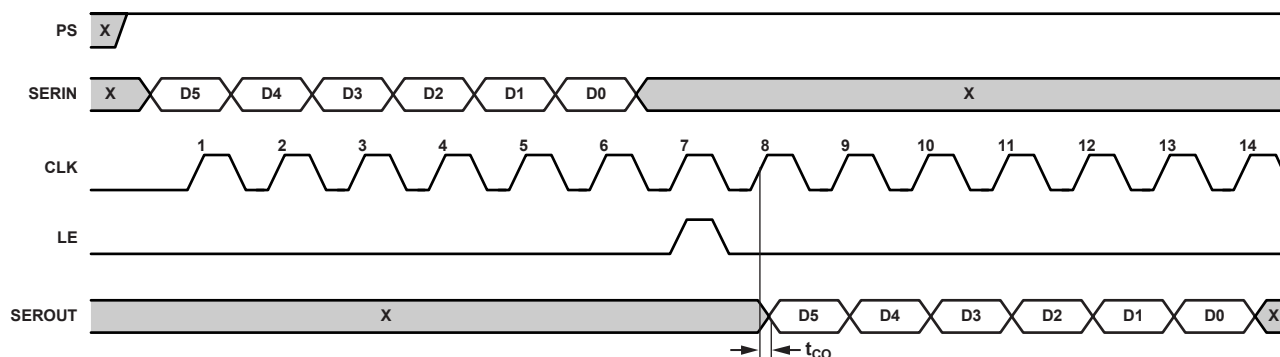 PS X
SERIN X D5 D4 D3 D2 D1 D0 X
CLK 1 2 3 4 5 6 7 8 9 10 11 12 13 14
LE
SEROUT X D5 D4 D3 D2 D1 D0 X
tCO